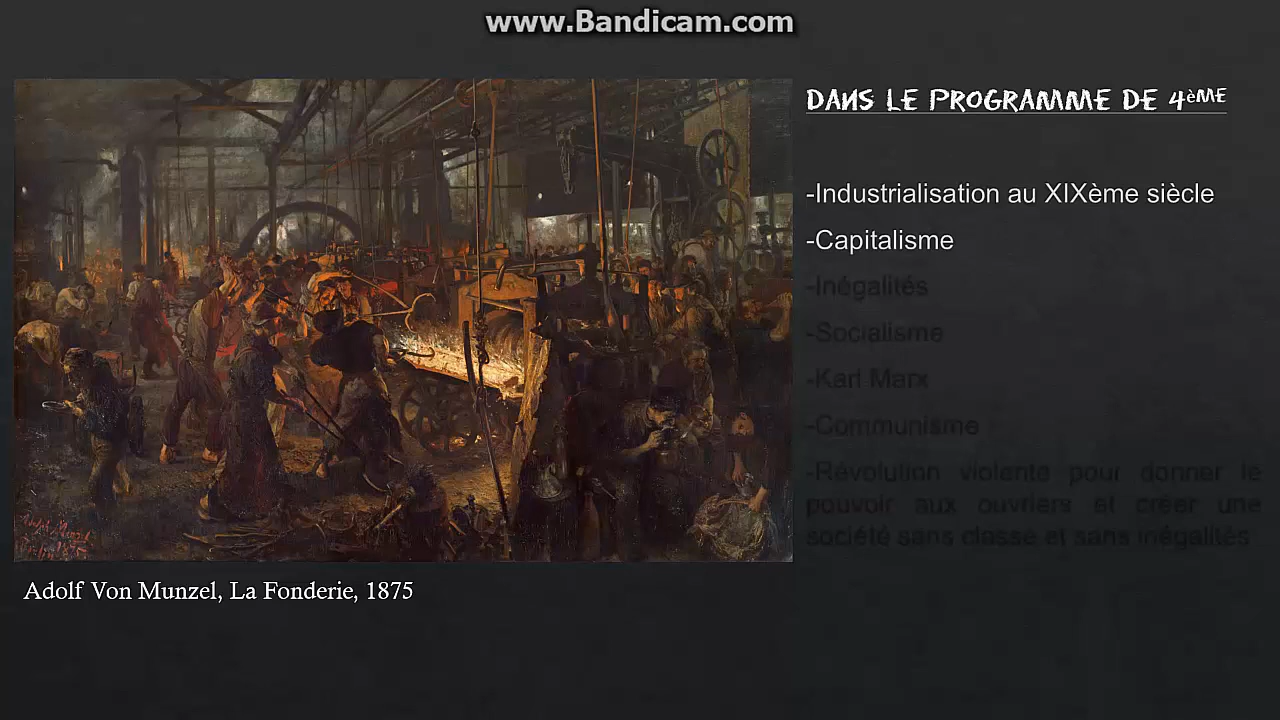 www.Bandicam.com
DANS LE PROGRAMME DE 4ème
-Industrialisation au XIXème siècle
-Capitalisme
-Inégalités
-Socialisme
-Karl Marx
-Communisme
-Révolution violente pour donner le
pouvoir aux ouvriers et créer une
société sans classe et sans inégalités
Adolf Von Munzel, La Fonderie, 1875